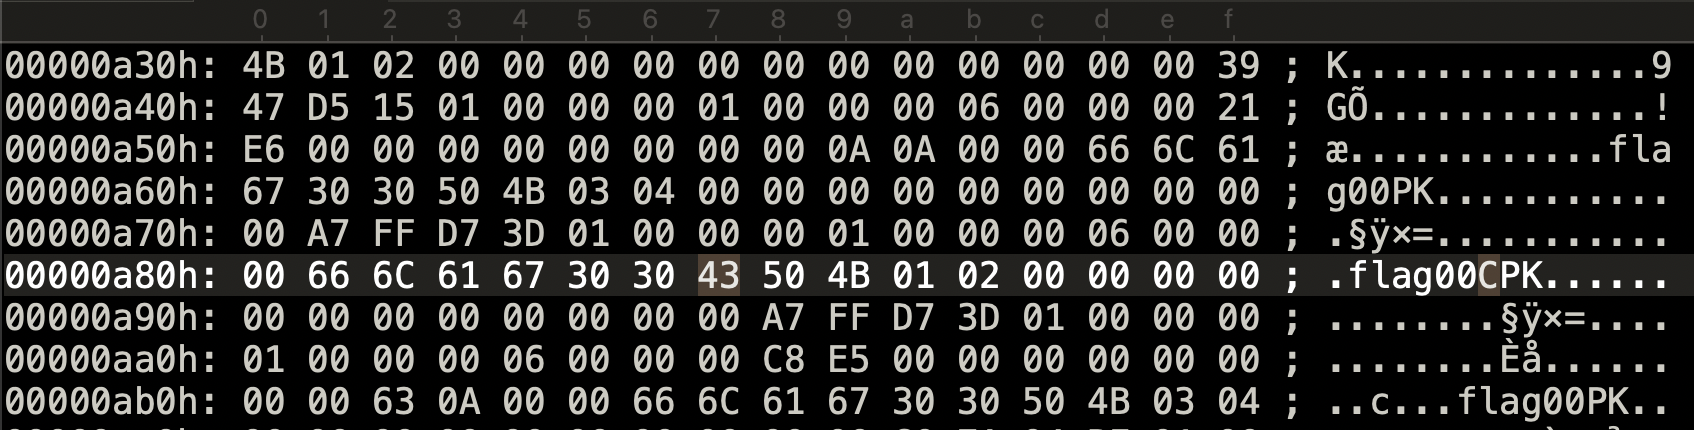 0 1 2 3 4 5 6 7 8 9 a b c d e f
00000a30h: 4B 01 02 00 00 00 00 00 00 00 00 00 00 00 00 39 ; K..............9
00000a40h: 47 D5 15 01 00 00 00 01 00 00 00 06 00 00 00 21 ; GÕ.............!
00000a50h: E6 00 00 00 00 00 00 00 00 0A 0A 00 00 66 6C 61 ; æ............fla
00000a60h: 67 30 30 50 4B 03 04 00 00 00 00 00 00 00 00 00 ; g00PK...........
00000a70h: 00 A7 FF D7 3D 01 00 00 00 01 00 00 00 06 00 00 ; .§ÿ×=...........
00000a80h: 00 66 6C 61 67 30 30 43 50 4B 01 02 00 00 00 00 ; .flag00CPK......
00000a90h: 00 00 00 00 00 00 00 00 A7 FF D7 3D 01 00 00 00 ; ........§ÿ×=....
00000aa0h: 01 00 00 00 06 00 00 00 C8 E5 00 00 00 00 00 00 ; ........Èå......
00000ab0h: 00 00 63 0A 00 00 66 6C 61 67 30 30 50 4B 03 04 ; ..c...flag00PK..